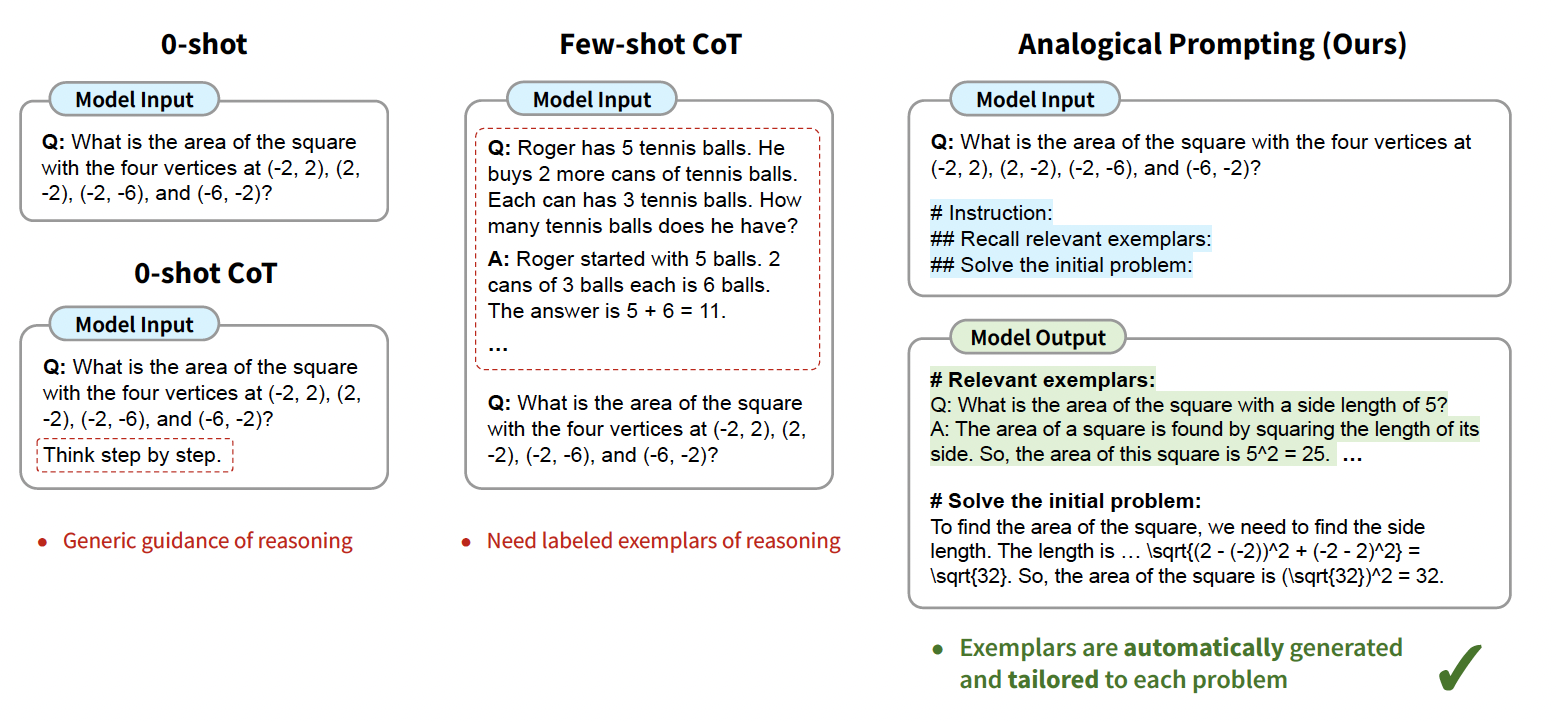 0-shot
Model Input
Q: What is the area of the square
with the four vertices at (-2, 2), (2,
-2), (-2, -6), and (-6, -2)?
0-shot CoT
Model Input
Q: What is the area of the square
with the four vertices at (-2, 2), (2,
-2), (-2, -6), and (-6, -2)?
Think step by step.
● Generic guidance of reasoning
Few-shot CoT
Model Input
Q: Roger has 5 tennis balls. He
buys 2 more cans of tennis balls.
Each can has 3 tennis balls. How
many tennis balls does he have?
A: Roger started with 5 balls. 2
cans of 3 balls each is 6 balls.
The answer is 5 + 6 = 11.
...
Q: What is the area of the square
with the four vertices at (-2, 2), (2,
-2), (-2, -6), and (-6, -2)?
● Need labeled exemplars of reasoning
Analogical Prompting (Ours)
Model Input
Q: What is the area of the square with the four vertices at
(-2, 2), (2, -2), (-2, -6), and (-6, -2)?
# Instruction:
## Recall relevant exemplars:
## Solve the initial problem:
Model Output
# Relevant exemplars:
Q: What is the area of the square with a side length of 5?
A: The area of a square is found by squaring the length of its
side. So, the area of this square is 5^2 = 25. ...
# Solve the initial problem:
To find the area of the square, we need to find the side
length. The length is … \sqrt{(2 - (-2))^2 + (-2 - 2)^2} =
\sqrt{32}. So, the area of the square is (\sqrt{32})^2 = 32.
● Exemplars are automatically generated
and tailored to each problem